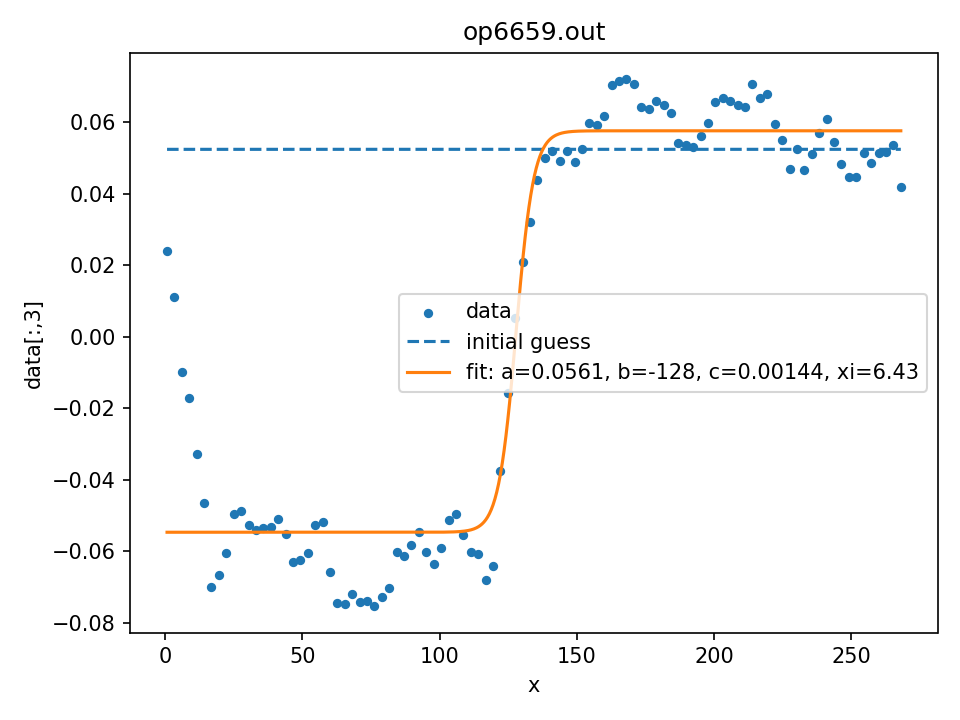 op6659.out
0.06
0.04
0.02
0.00
−0.02
−0.04
−0.06
−0.08
data[:,3]
data
initial guess
fit: a=0.0561, b=-128, c=0.00144, xi=6.43
0 50 100 150 200 250
x